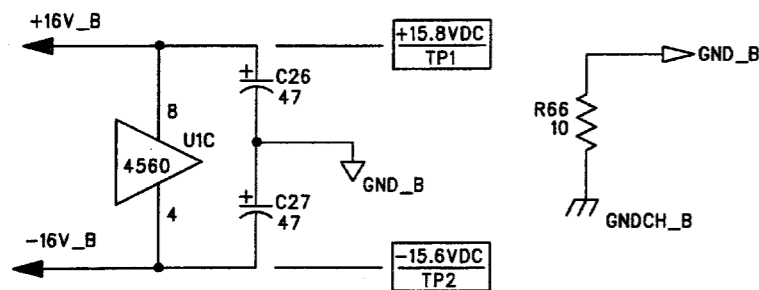 +16V_B
+15.8VDC
TP1
GND_B
+
C26
47
8
U1C
4560
R66
10
GND_B
+
C27
47
4
GNDCH_B
-16V_B
-15.6VDC
TP2